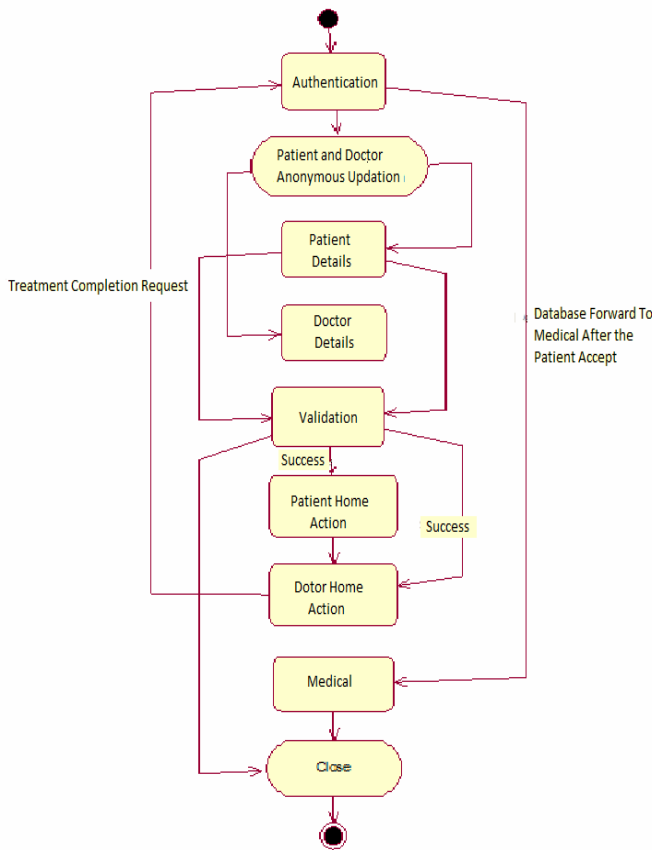 Authentication
Patient and Doctor
Anonymous Updation
Patient
Details
Treatment Completion Request
Doctor
Details
Database Forward To
Medical After the
Patient Accept
Validation
Success
Patient Home
Action
Success
Dotor Home
Action
Medical
Close